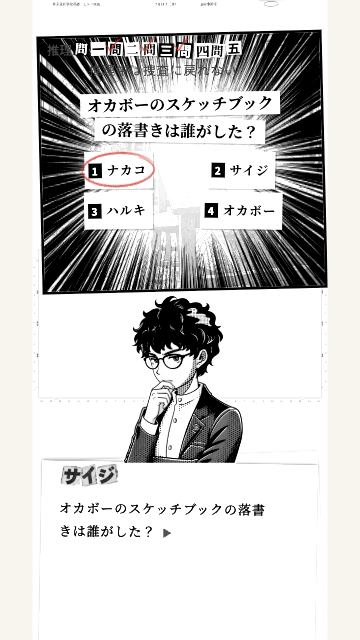 推理 問一 問二 問三 問四 問五
オカボーのスケッチブック
の落書きは誰がした？
1 ナカコ
2 サイジ
3 ハルキ
4 オカボー
サイジ
オカボーのスケッチブックの落書
きは誰がした？ ▶